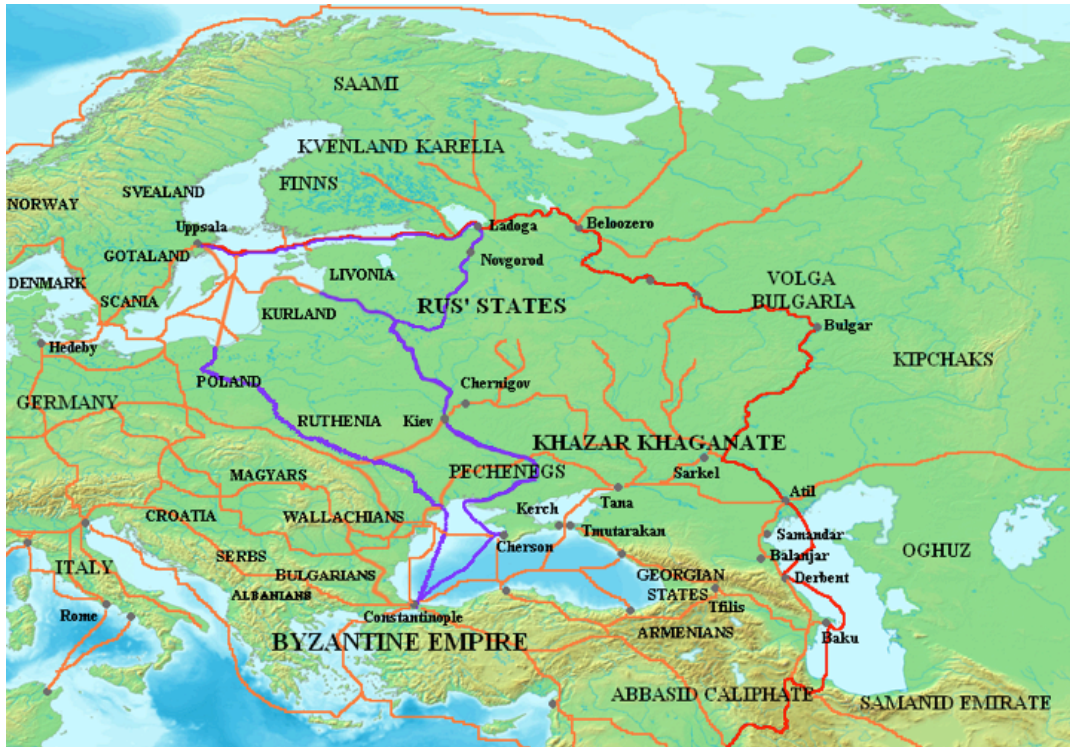 SAAMI
KVENLAND KARELIA
FINNS
SVEALAND
NORWAY
Uppsala
Ladoga
Beloozero
GOTALAND
Novgorod
LIVONIA
DENMARK
SCANIA
KURLAND
RUS' STATES
VOLGA
BULGARIA
Bulgar
Hedeby
KIPCHAKS
POLAND
Chernigov
GERMANY
RUTHENIA
Kiev
KHAZAR KHAGANATE
PECHENEGS
Sarkel
MAGYARS
Tana
Atil
CROATIA
WALLACHIANS
Kerch
Tmutarakan
Samandar
Cherson
OGHUZ
SERBS
Balanjar
ITALY
BULGARIANS
GEORGIAN
STATES
Derbent
ALBANIANS
Rome
Constantinople
Tfilis
Baku
BYZANTINE EMPIRE
ARMENIANS
ABBASID CALIPHATE
SAMANID EMIRATE